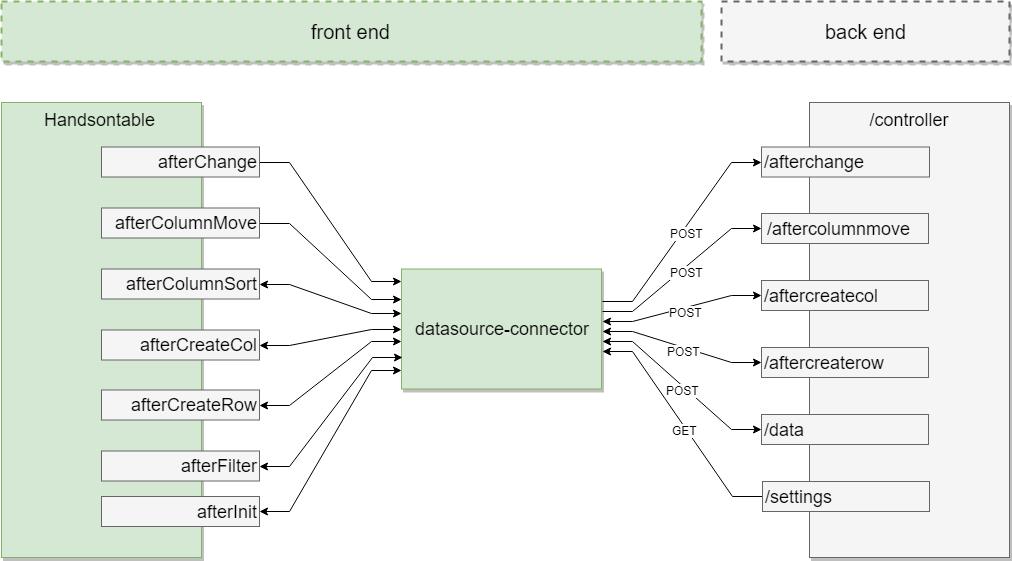 front end
back end
Handsontable
afterChange
afterColumnMove
afterColumnSort
afterCreateCol
afterCreateRow
afterFilter
afterInit
datasource-connector
POST
POST
POST
POST
POST
GET
/controller
/afterchange
/aftercolumnmove
/aftercreatecol
/aftercreaterow
/data
/settings